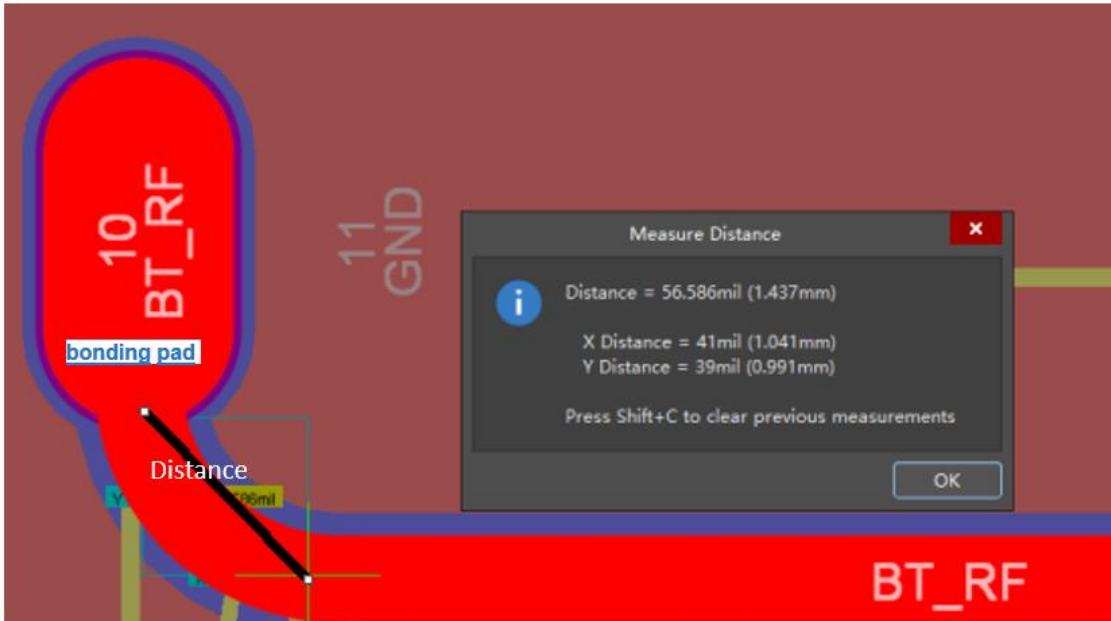 10
BT_RF
bonding pad
11
GND
Measure Distance
Distance = 56.586mil (1.437mm)
X Distance = 41mil (1.041mm)
Y Distance = 39mil (0.991mm)
Press Shift+C to clear previous measurements
OK
Distance
Y
586mil
BT_RF